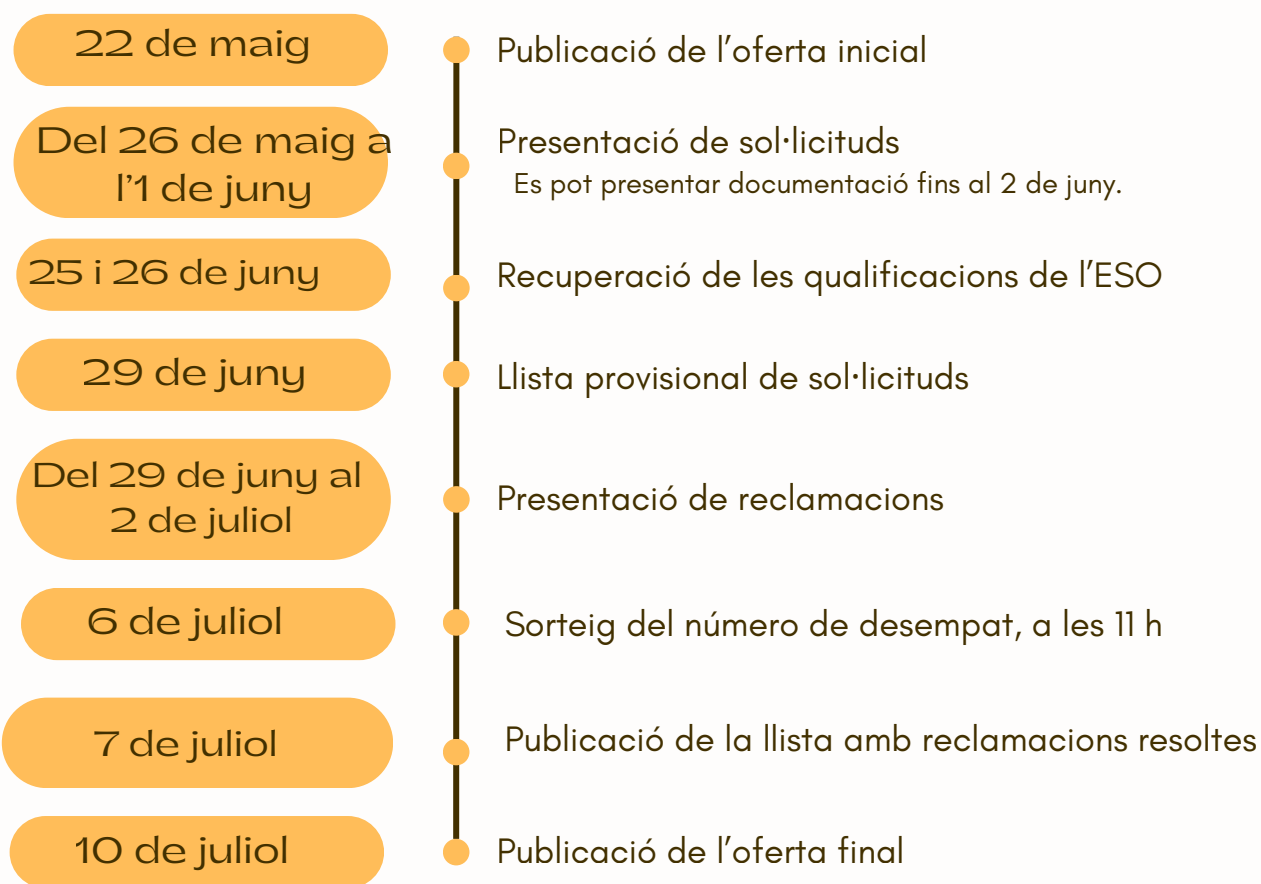 22 de maig
Publicació de l’oferta inicial
Del 26 de maig a
l’1 de juny
Presentació de sol·licituds
Es pot presentar documentació fins al 2 de juny.
25 i 26 de juny
Recuperació de les qualificacions de l’ESO
29 de juny
Llista provisional de sol·licituds
Del 29 de juny al
2 de juliol
Presentació de reclamacions
6 de juliol
Sorteig del número de desempat, a les 11 h
7 de juliol
Publicació de la llista amb reclamacions resoltes
10 de juliol
Publicació de l’oferta final